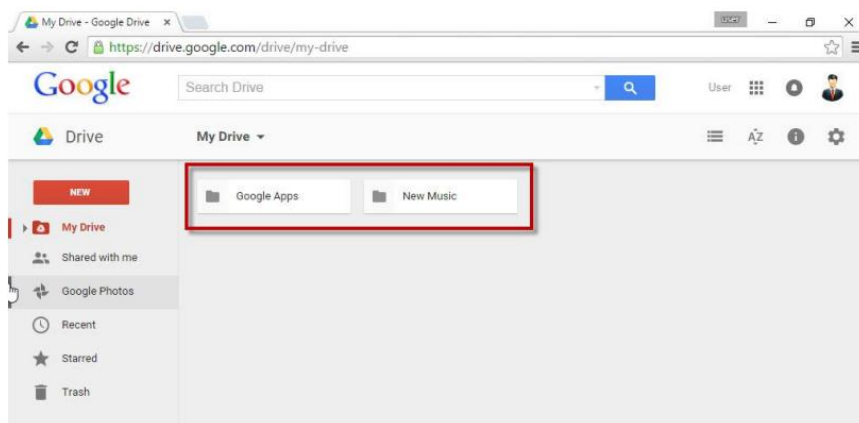 My Drive - Google Drive
https://drive.google.com/drive/my-drive
Google
Search Drive
User
Drive
My Drive
AZ
NEW
Google Apps
New Music
My Drive
Shared with me
Google Photos
Recent
Starred
Trash